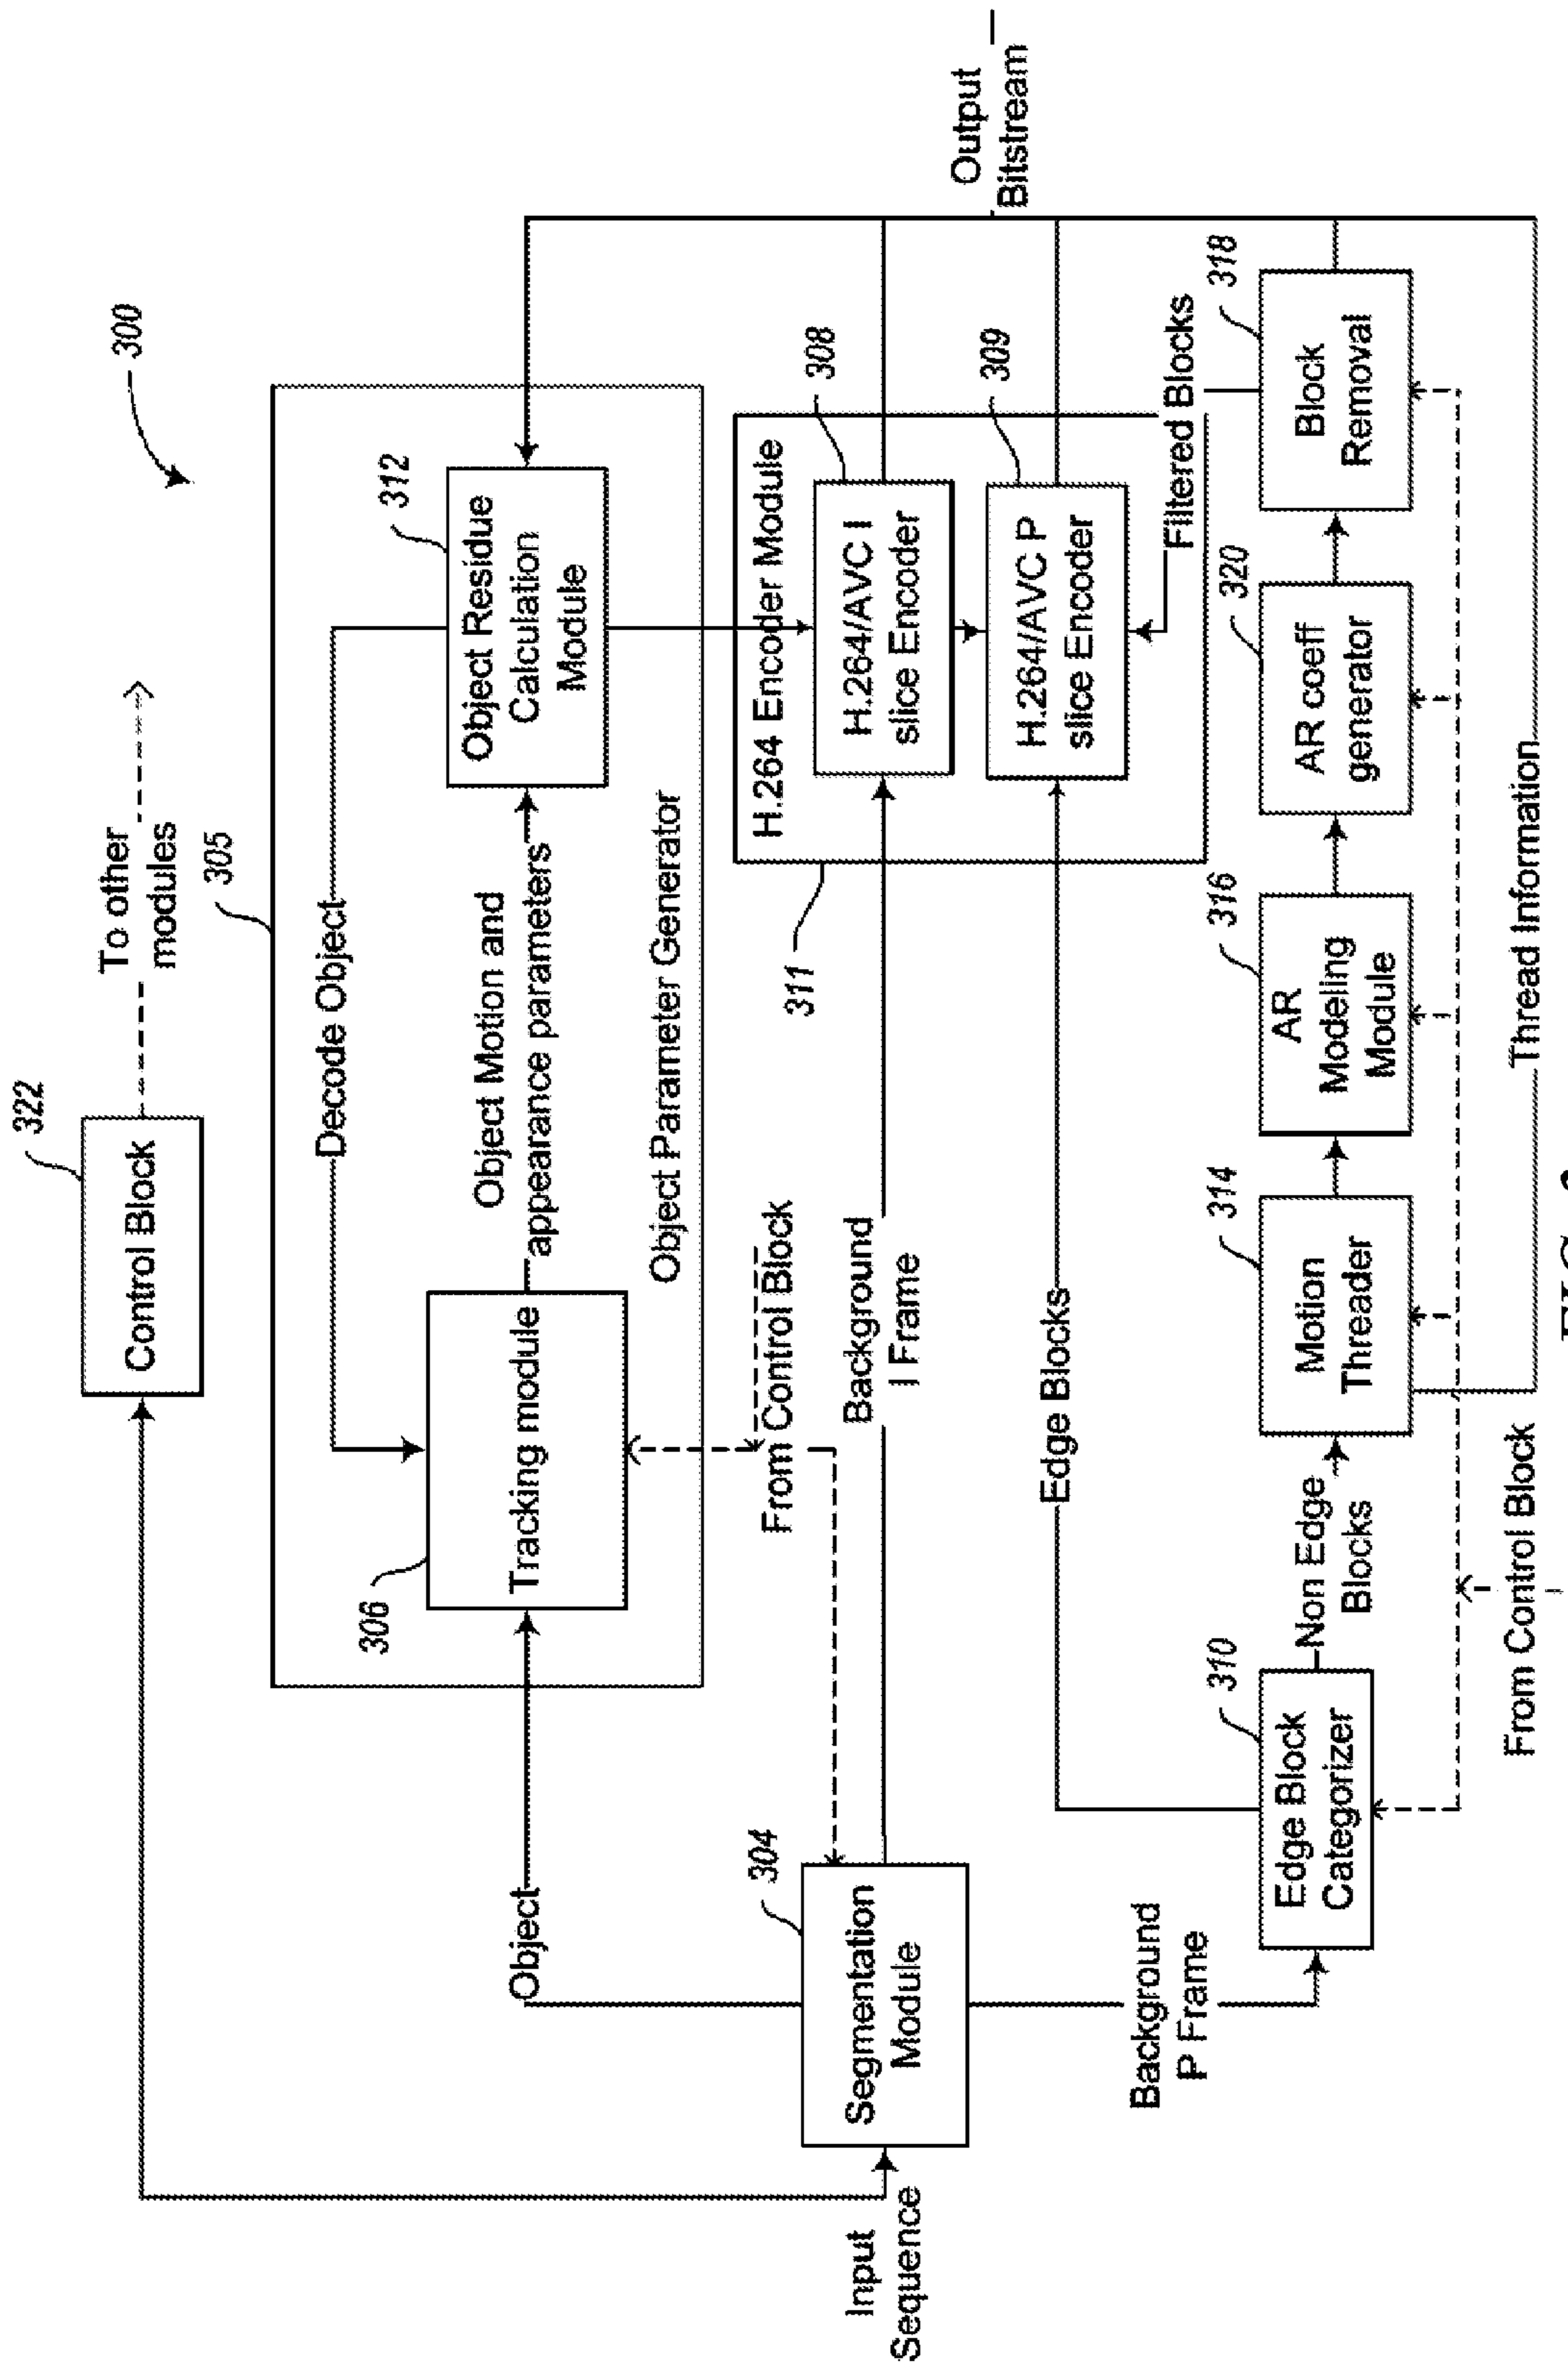 300
322
Control Block
To other
modules
305
Decode Object
312
306
Tracking module
Object Motion and
appearance parameters
Object Residue
Calculation
Module
Object Parameter Generator
Object
From Control Block
H.264 Encoder Module
308
311
304
Input
Sequence
Segmentation
Module
Background
I Frame
H.264/AVC I
slice Encoder
Output
Bitstream
309
Edge Blocks
H.264/AVC P
slice Encoder
Background
P Frame
Filtered Blocks
310
314
316
320
318
Edge Block
Categorizer
Non Edge
Blocks
Motion
Threader
AR
Modeling
Module
AR coeff
generator
Block
Removal
From Control Block
Thread Information